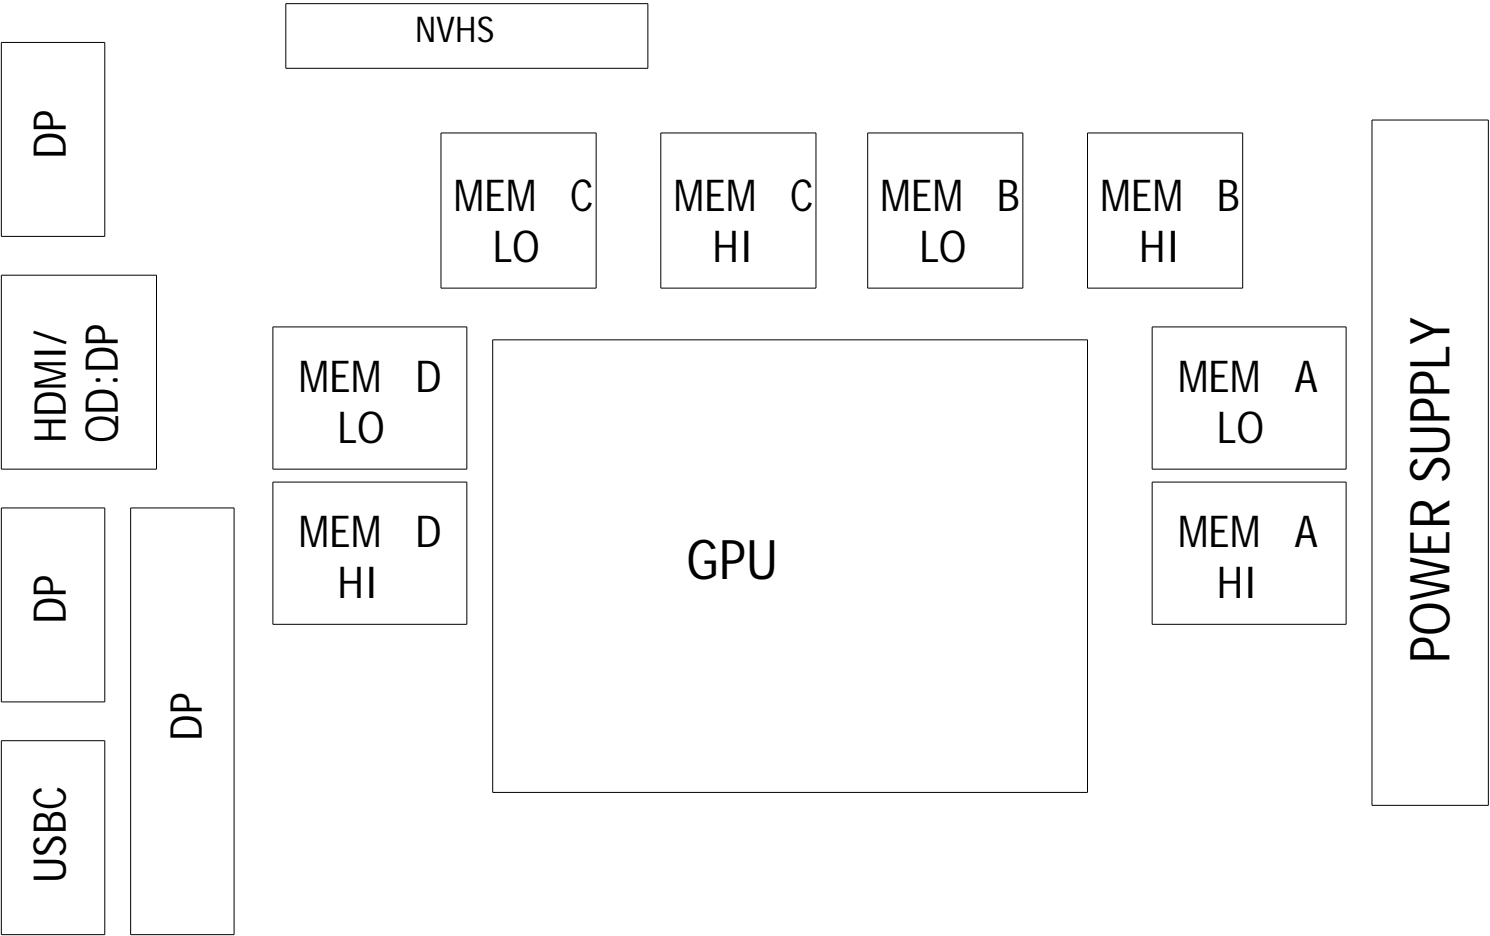 NVHS
DP
MEM C
LO
MEM C
HI
MEM B
LO
MEM B
HI
HDMI/
QD:DP
MEM D
LO
MEM A
LO
POWER SUPPLY
DP
MEM D
HI
GPU
MEM A
HI
DP
USBC